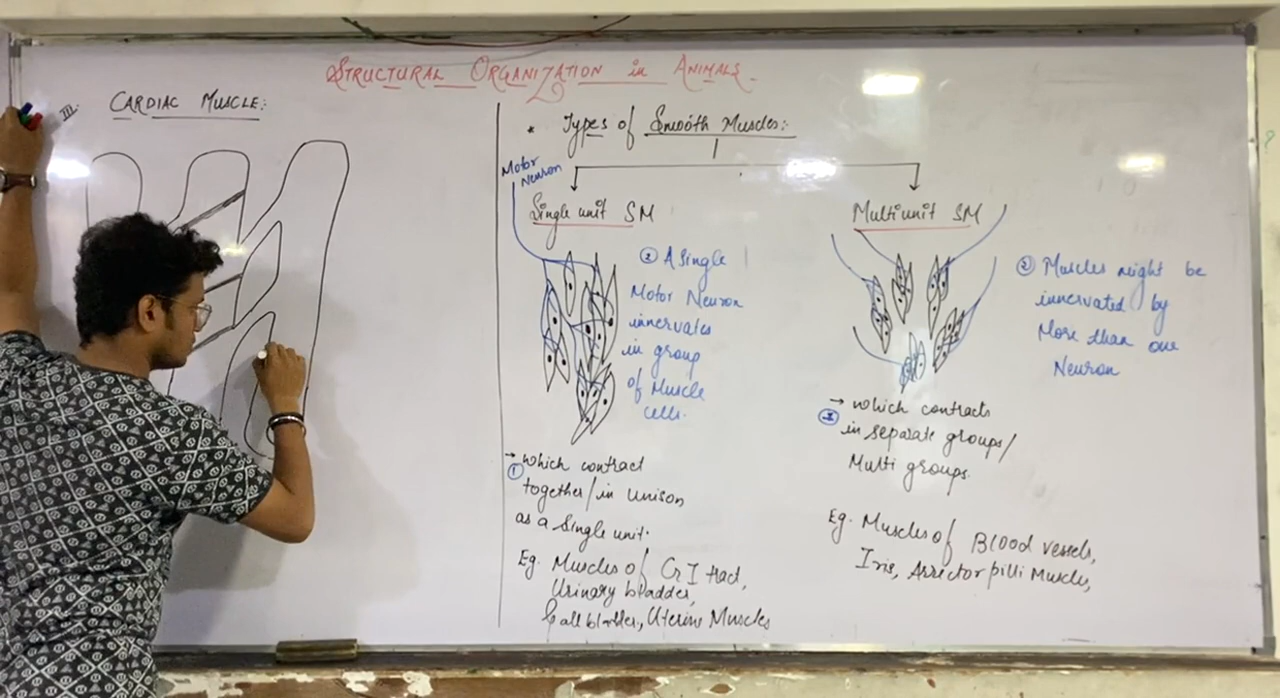 STRUCTURAL ORGANIZATION in ANIMALS.
III. CARDIAC MUSCLE:
* Types of Smooth Muscles:
Motor
Neuron
Single unit SM
② A Single
Motor Neuron
innervates
in group
of Muscle
cells.
→ which contract
①
together/in unison
as a single unit.
Eg. Muscles of GI tract,
Urinary bladder,
Gall bladder, Uterine Muscles
Multiunit SM
② Muscles might be
innervated by
More than one
Neuron
→ which contracts
in separate groups/
Multi groups.
Eg. Muscles of Blood vessels,
Iris, Arrector pilli Muscles,